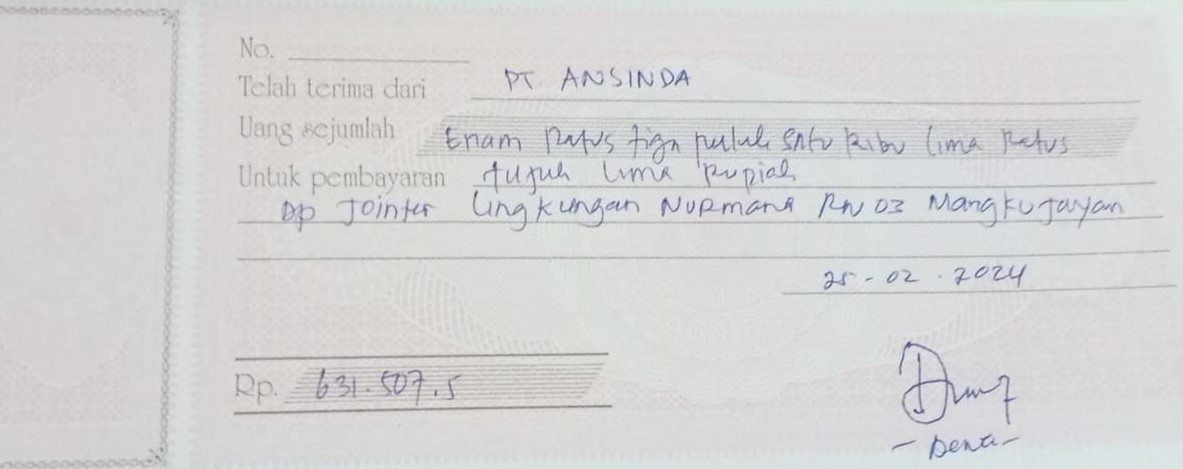 No.
Telah terima dari PT. ANSINDA
Uang sejumlah Enam Ratus tiga puluh satu Ribu lima Ratus
Untuk pembayaran tujuh lima Rupiah
Dp Jointer lingkungan Nurmana RW 03 Mangkujayan
25-02-2024
Rp. 631.507.5
- Denta -